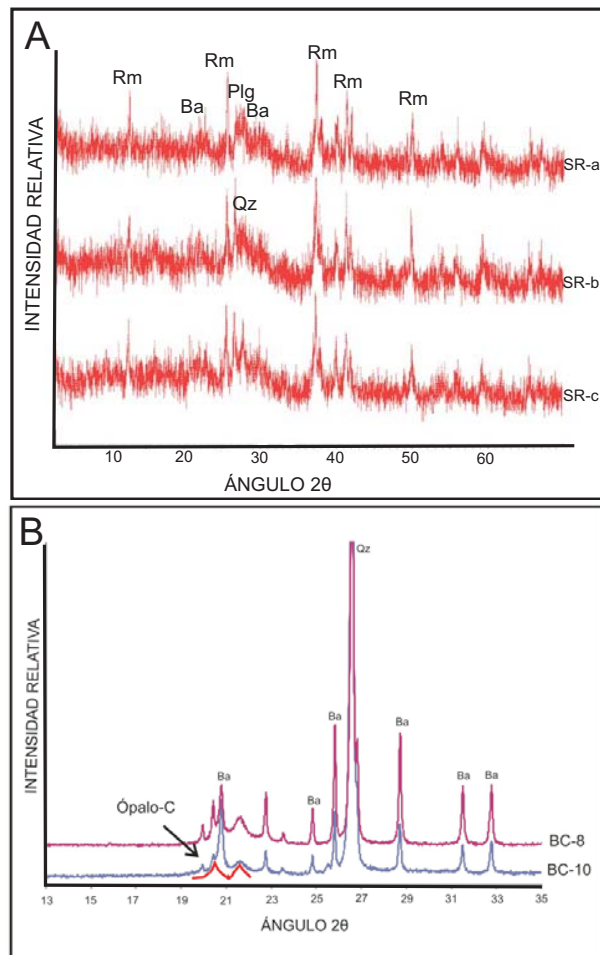 A
INTENSIDAD RELATIVA
Rm
Ba
Rm
Plg
Ba
Rm
Rm
Rm
SR-a
Qz
SR-b
SR-c
10 20 30 40 50 60
ÁNGULO 2θ
B
INTENSIDAD RELATIVA
Qz
Ba
Ba
Ba
Ba
Ba
Ba
Ópalo-C
BC-8
BC-10
13 15 17 19 21 23 25 27 29 31 33 35
ÁNGULO 2θ